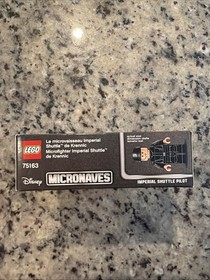 LEGO
75163
Disney
Le microvaisseau Imperial
Shuttle™ de Krennic
Microfighter Imperial Shuttle™
de Krennic
MICRONAVES
IMPERIAL SHUTTLE PILOT